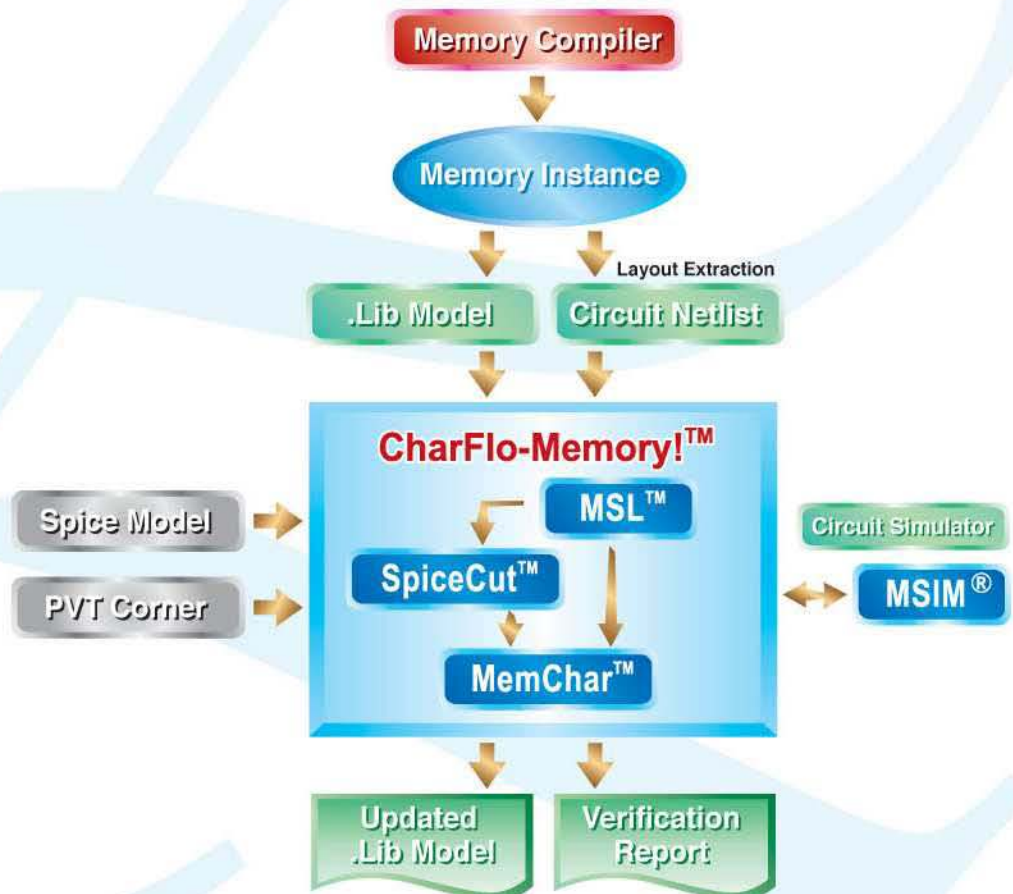 Memory Compiler
Memory Instance
Layout Extraction
.Lib Model
Circuit Netlist
CharFlo-Memory!™
MSL™
Spice Model
Circuit Simulator
SpiceCut™
MSIM®
PVT Corner
MemChar™
Updated
.Lib Model
Verification
Report